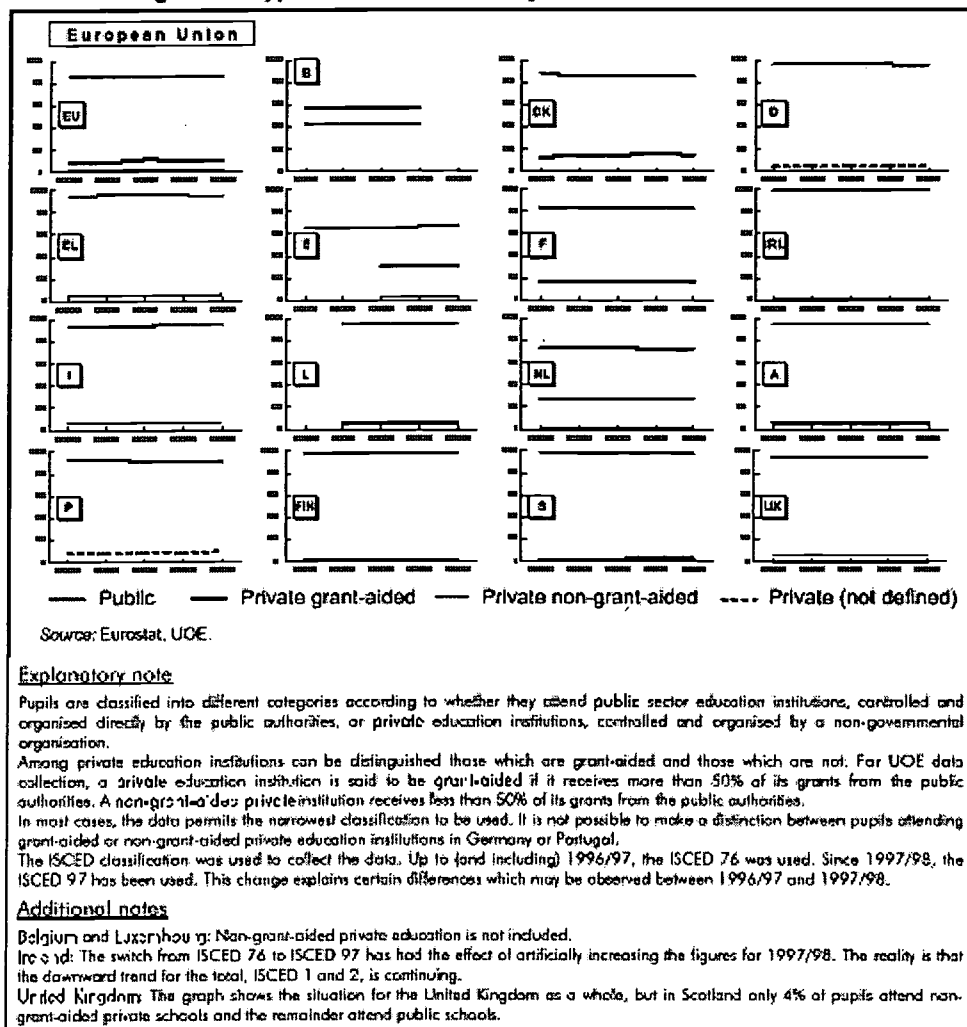 European Union
EU
B
DK
D
EL
E
F
IRL
I
L
NL
A
P
FIN
S
UK
Public Private grant-aided Private non-grant-aided Private (not defined)
Source: Eurostat, UOE.
Explanatory note
Pupils are classified into different categories according to whether they attend public sector education institutions, controlled and
organised directly by the public authorities, or private education institutions, controlled and organised by a non-governmental
organisation.
Among private education institutions can be distinguished those which are grant-aided and those which are not. For UOE data
collection, a private education institution is said to be grant-aided if it receives more than 50% of its grants from the public
authorities. A non-grant-aided private institution receives less than 50% of its grants from the public authorities.
In most cases, the data permits the narrowest classification to be used. It is not possible to make a distinction between pupils attending
grant-aided or non-grant-aided private education institutions in Germany or Portugal.
The ISCED classification was used to collect the data. Up to (and including) 1996/97, the ISCED 76 was used. Since 1997/98, the
ISCED 97 has been used. This change explains certain differences which may be observed between 1996/97 and 1997/98.
Additional notes
Belgium and Luxembourg: Non-grant-aided private education is not included.
Ireland: The switch from ISCED 76 to ISCED 97 has had the effect of artificially increasing the figures for 1997/98. The reality is that
the downward trend for the total, ISCED 1 and 2, is continuing.
United Kingdom: The graph shows the situation for the United Kingdom as a whole, but in Scotland only 4% of pupils attend non-
grant-aided private schools and the remainder attend public schools.